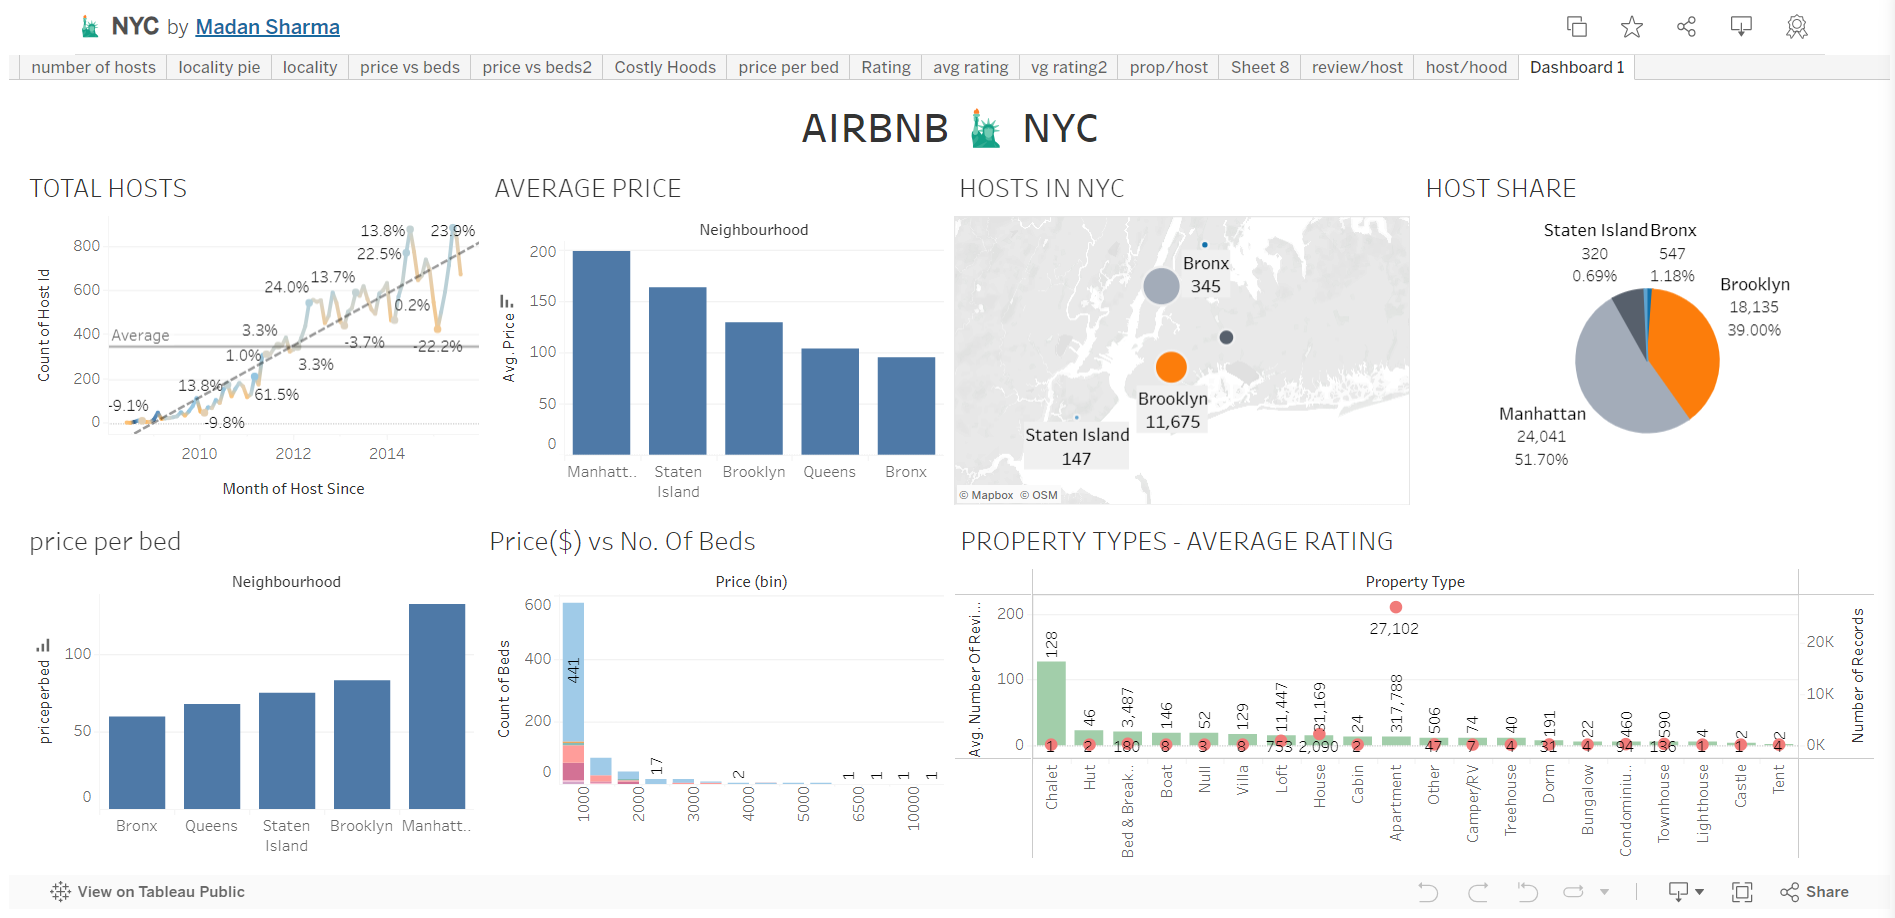 NYC by Madan Sharma
number of hosts locality pie locality price vs beds price vs beds2 Costly Hoods price per bed Rating avg rating vg rating2 prop/host Sheet 8 review/host host/hood Dashboard 1
AIRBNB NYC
TOTAL HOSTS
Count of Host Id
800
600
400
200
0
13.8%
23.9%
22.5%
13.7%
24.0%
0.2%
3.3%
Average
-3.7%
-22.2%
1.0%
3.3%
13.8%
61.5%
-9.1%
-9.8%
2010 2012 2014
Month of Host Since
AVERAGE PRICE
Neighbourhood
Avg. Price
200
150
100
50
0
Manhatt.. Staten Island Brooklyn Queens Bronx
HOSTS IN NYC
Bronx
345
Brooklyn
11,675
Staten Island
147
© Mapbox © OSM
HOST SHARE
Staten Island
320
0.69%
Bronx
547
1.18%
Brooklyn
18,135
39.00%
Manhattan
24,041
51.70%
price per bed
Neighbourhood
priceperbed
100
50
0
Bronx Queens Staten Island Brooklyn Manhatt..
Price($) vs No. Of Beds
Price (bin)
Count of Beds
600
400
200
0
441
17
2
1
1
1
1
1000 2000 3000 4000 5000 6500 10000
PROPERTY TYPES - AVERAGE RATING
Property Type
Avg. Number Of Revi...
200
100
0
128 46 3,487 146 52 129 11,447 31,169 24 317,788 506 74 40 191 22 460 590 4 2 2
27,102
1 2 180 8 3 8 753 2,090 2 47 7 4 31 4 94 136 1 1 4
Number of Records
20K
10K
0K
Chalet Hut Bed & Break.. Boat Null Villa Loft House Cabin Apartment Other Camper/RV Treehouse Dorm Bungalow Condominiu.. Townhouse Lighthouse Castle Tent
View on Tableau Public
Share